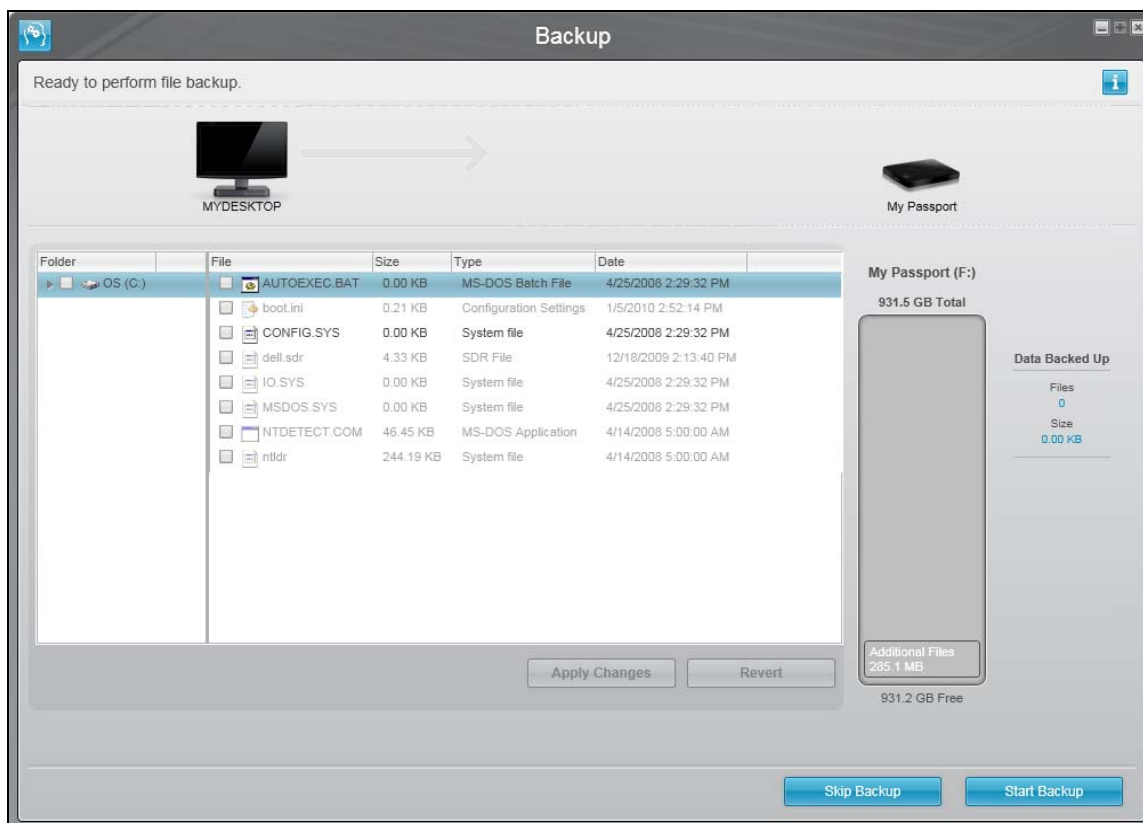 Backup
Ready to perform file backup.
i
MYDESKTOP
My Passport
Folder File Size Type Date
OS (C:) AUTOEXEC.BAT 0.00 KB MS-DOS Batch File 4/25/2008 2:29:32 PM
boot.ini 0.21 KB Configuration Settings 1/5/2010 2:52:14 PM
CONFIG.SYS 0.00 KB System file 4/25/2008 2:29:32 PM
dell.sdr 4.33 KB SDR File 12/18/2009 2:13:40 PM
IO.SYS 0.00 KB System file 4/25/2008 2:29:32 PM
MSDOS.SYS 0.00 KB System file 4/25/2008 2:29:32 PM
NTDETECT.COM 46.45 KB MS-DOS Application 4/14/2008 5:00:00 AM
ntldr 244.19 KB System file 4/14/2008 5:00:00 AM
Apply Changes Revert
My Passport (F:)
931.5 GB Total
Additional Files
285.1 MB
931.2 GB Free
Data Backed Up
Files
0
Size
0.00 KB
Skip Backup Start Backup